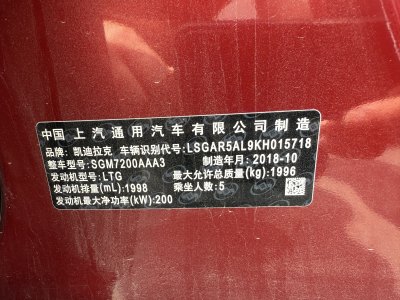 中国 上汽通用汽车有限公司制造
品牌: 凯迪拉克 车辆识别代号: LSGAR5AL9KH015718
整车型号: SGM7200AAA3 制造年月: 2018-10
发动机型号: LTG 最大允许总质量(kg): 1996
发动机排量(mL): 1998 乘坐人数: 5
发动机最大净功率(kW): 200